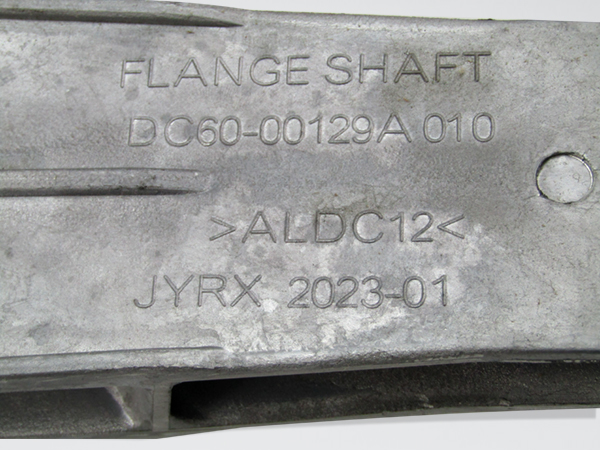 FLANGE SHAFT
DC60-00129A 010
>ALDC12<
JYRX 2023-01